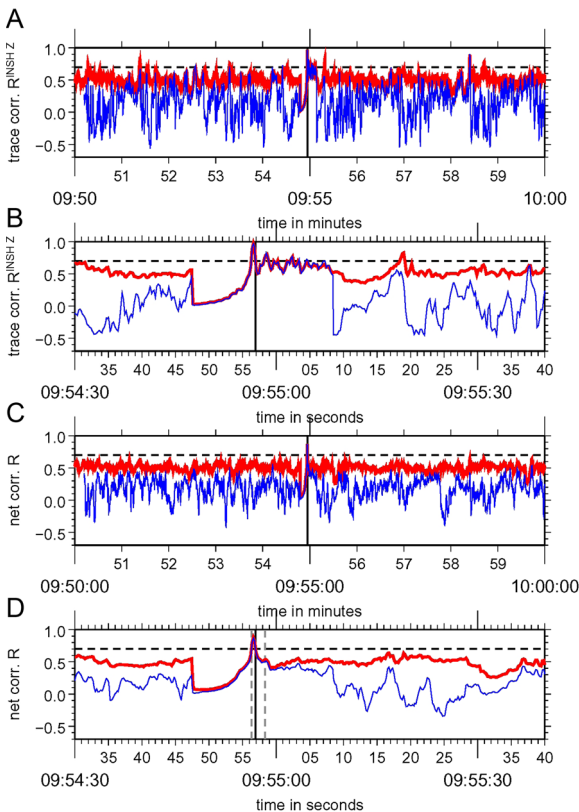 A
trace corr. R^INSH Z
1.0
0.5
0.0
−0.5
51 52 53 54 56 57 58 59
09:50 09:55 10:00
time in minutes
B
trace corr. R^INSH Z
1.0
0.5
0.0
−0.5
35 40 45 50 55 05 10 15 20 25 35 40
09:54:30 09:55:00 09:55:30
time in seconds
C
net corr. R
1.0
0.5
0.0
−0.5
51 52 53 54 56 57 58 59
09:50:00 09:55:00 10:00:00
time in minutes
D
net corr. R
1.0
0.5
0.0
−0.5
35 40 45 50 55 05 10 15 20 25 35 40
09:54:30 09:55:00 09:55:30
time in seconds